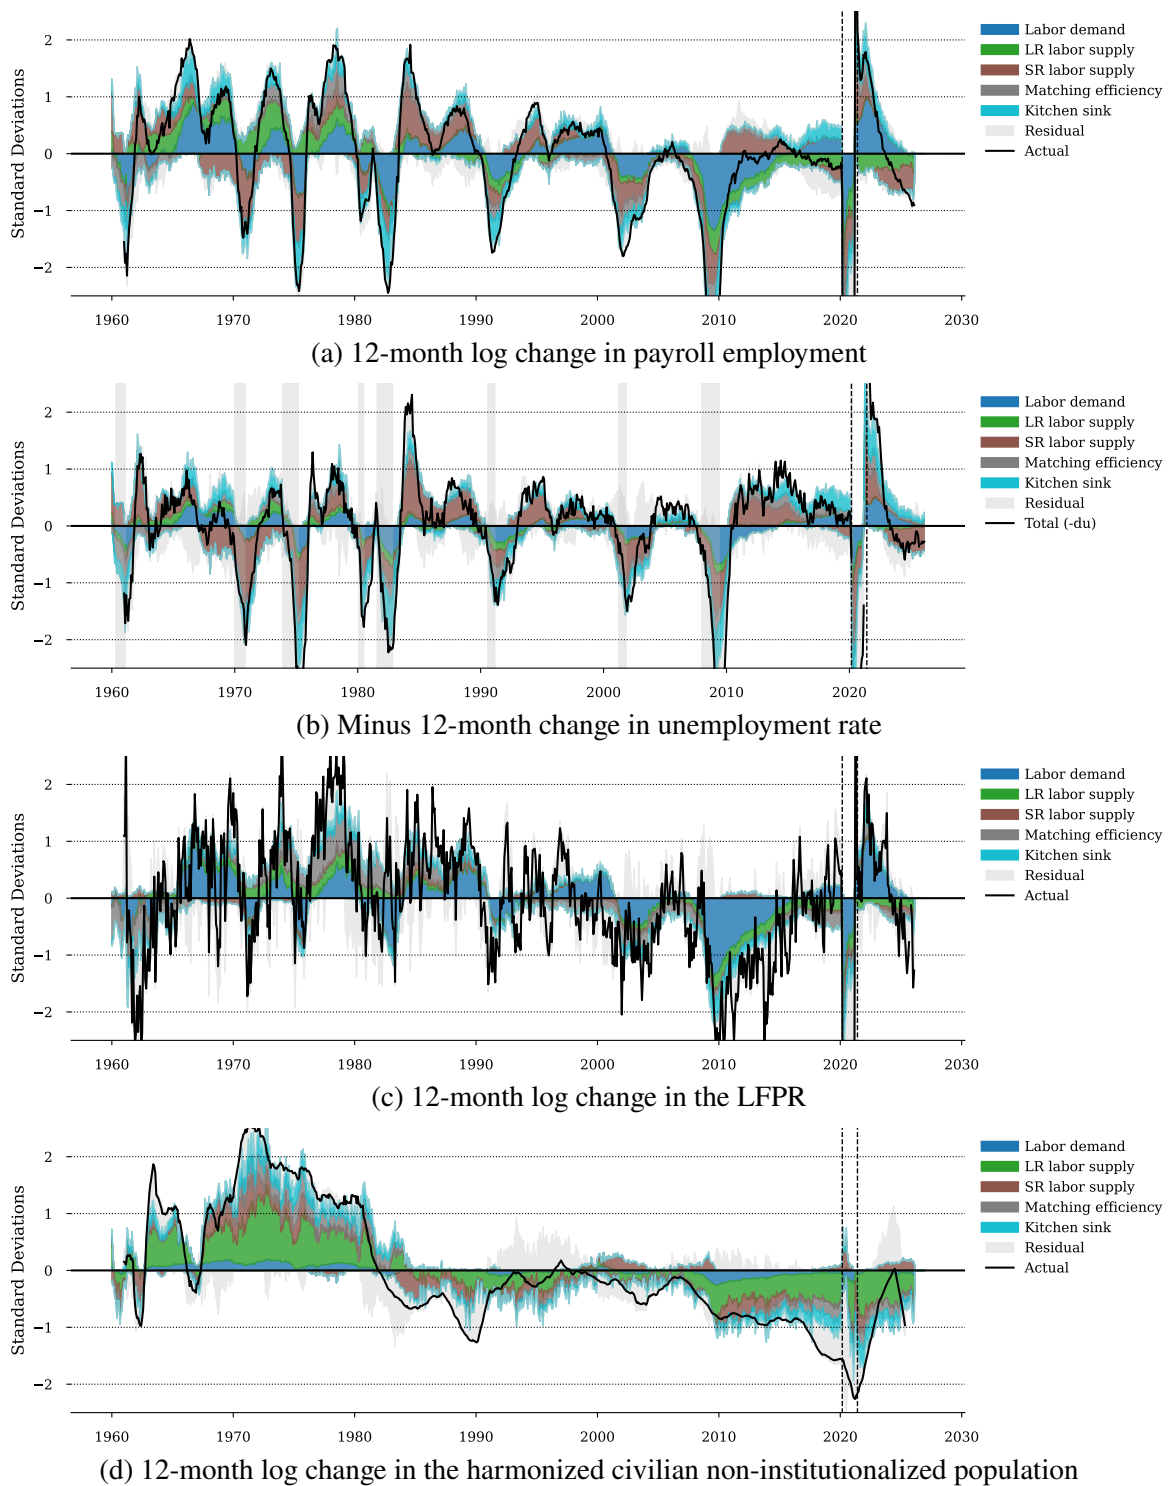 Standard Deviations
2
1
0
−1
−2
1960 1970 1980 1990 2000 2010 2020 2030
Labor demand
LR labor supply
SR labor supply
Matching efficiency
Kitchen sink
Residual
Actual
(a) 12-month log change in payroll employment
Standard Deviations
2
1
0
−1
−2
1960 1970 1980 1990 2000 2010 2020
Labor demand
LR labor supply
SR labor supply
Matching efficiency
Kitchen sink
Residual
Total (-du)
(b) Minus 12-month change in unemployment rate
Standard Deviations
2
1
0
−1
−2
1960 1970 1980 1990 2000 2010 2020 2030
Labor demand
LR labor supply
SR labor supply
Matching efficiency
Kitchen sink
Residual
Actual
(c) 12-month log change in the LFPR
Standard Deviations
2
1
0
−1
−2
1960 1970 1980 1990 2000 2010 2020 2030
Labor demand
LR labor supply
SR labor supply
Matching efficiency
Kitchen sink
Residual
Actual
(d) 12-month log change in the harmonized civilian non-institutionalized population